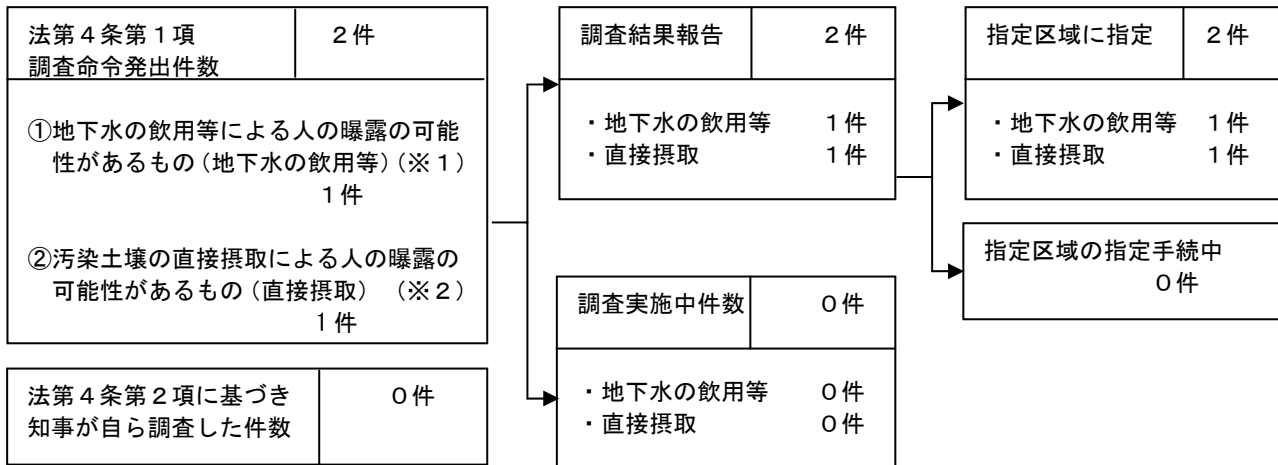 法第４条第１項
調査命令発出件数
２件
①地下水の飲用等による人の曝露の可能
性があるもの（地下水の飲用等）（※１）
１件
②汚染土壌の直接摂取による人の曝露の
可能性があるもの（直接摂取）　（※２）
１件
法第４条第２項に基づき
知事が自ら調査した件数
０件
調査結果報告　２件
・地下水の飲用等　１件
・直接摂取　１件
調査実施中件数　０件
・地下水の飲用等　０件
・直接摂取　０件
指定区域に指定　２件
・地下水の飲用等　１件
・直接摂取　１件
指定区域の指定手続中
０件